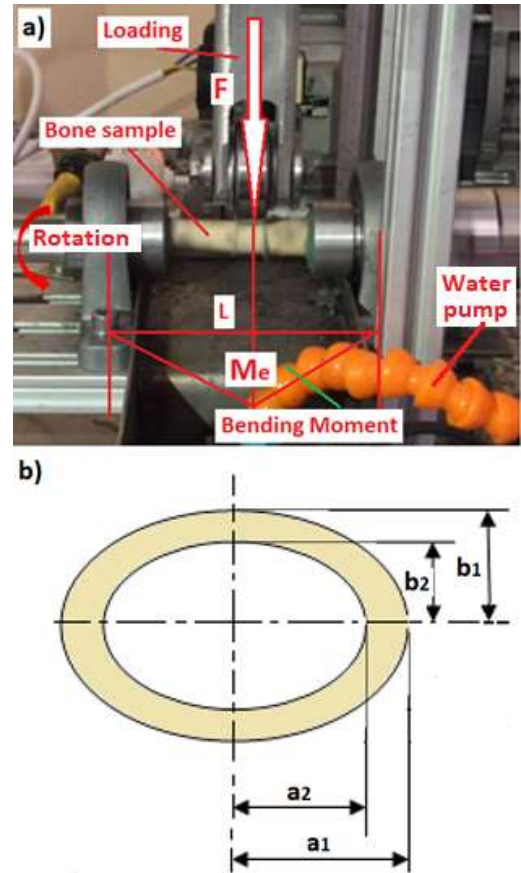 a)
Loading
F
Bone sample
Rotation
L
Water
pump
Me
Bending Moment
b)
b2
b1
a2
a1